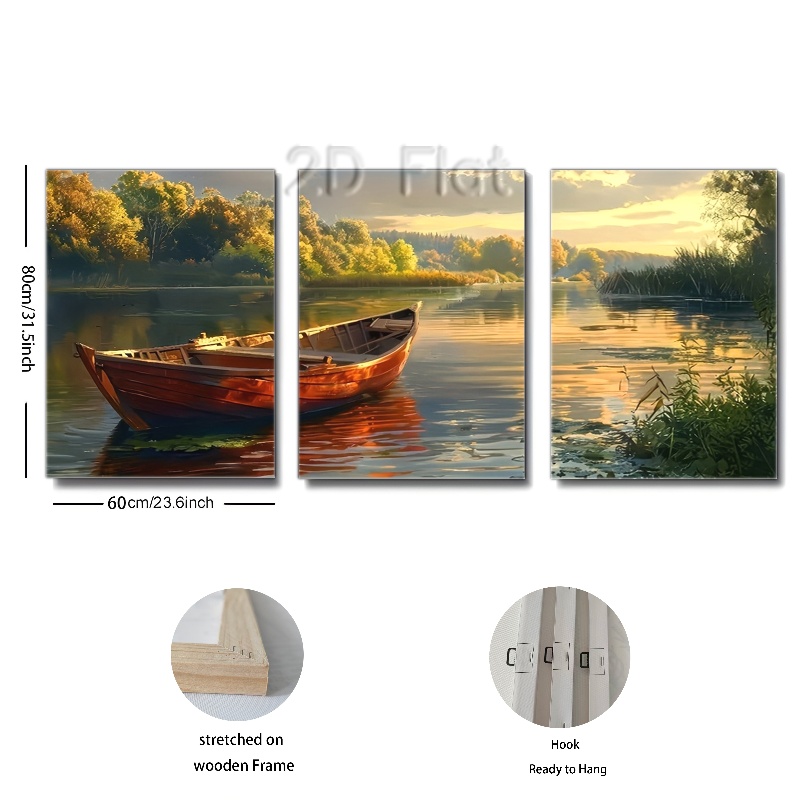 2D Flat
80cm/31.5inch
60cm/23.6inch
stretched on
wooden Frame
Hook
Ready to Hang